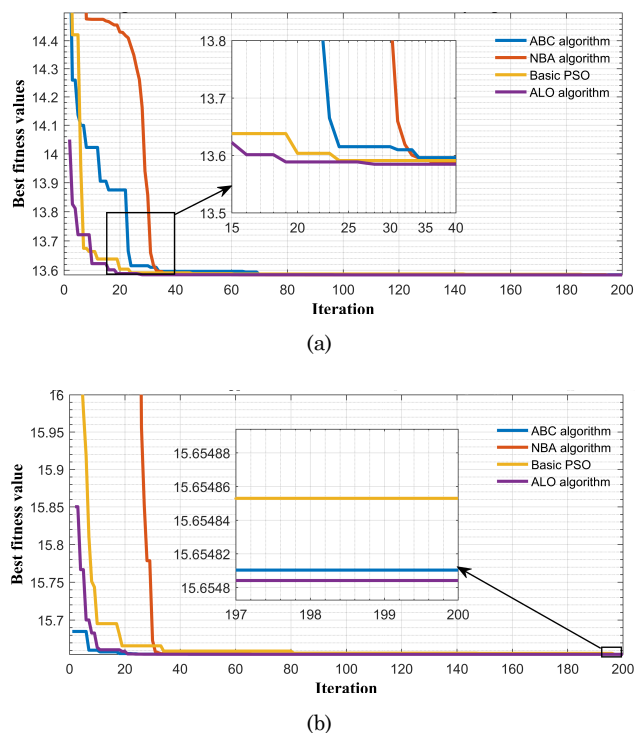 14.5
14.4
14.3
14.2
14.1
14
13.9
13.8
13.7
13.6
Best fitness values
0 20 40 60 80 100 120 140 160 180 200
Iteration
13.8
13.7
13.6
13.5
15 20 25 30 35 40
ABC algorithm
NBA algorithm
Basic PSO
ALO algorithm
(a)
16
15.95
15.9
15.85
15.8
15.75
15.7
Best fitness value
0 20 40 60 80 100 120 140 160 180 200
Iteration
15.65488
15.65486
15.65484
15.65482
15.6548
197 198 199 200
ABC algorithm
NBA algorithm
Basic PSO
ALO algorithm
(b)